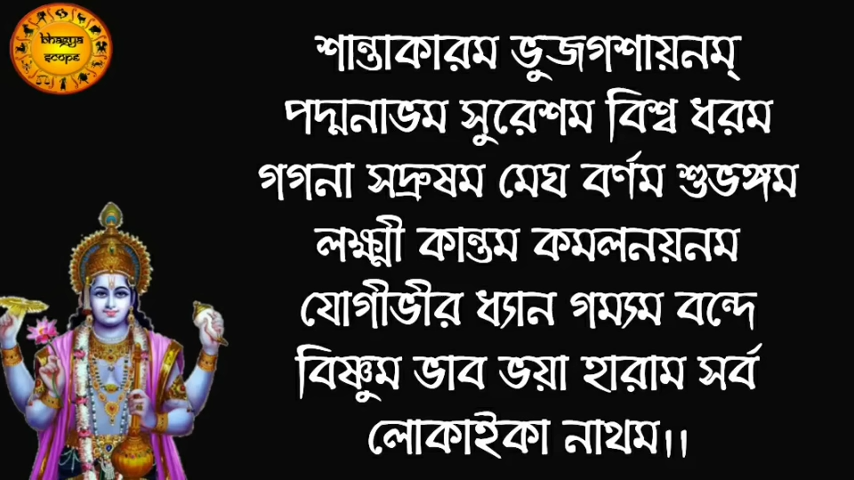 bhagya
scope
শান্তাকারম ভুজগশায়নম্
পদ্মনাভম সুরেশম বিশ্ব ধরম
গগনা সদ্রুষম মেঘ বর্ণম শুভঙ্গম
লক্ষ্মী কান্তম কমলনয়নম
যোগীভীর ধ্যান গম্যম বন্দে
বিষ্ণুম ভাব ভয়া হারাম সর্ব
লোকাইকা নাথম।।